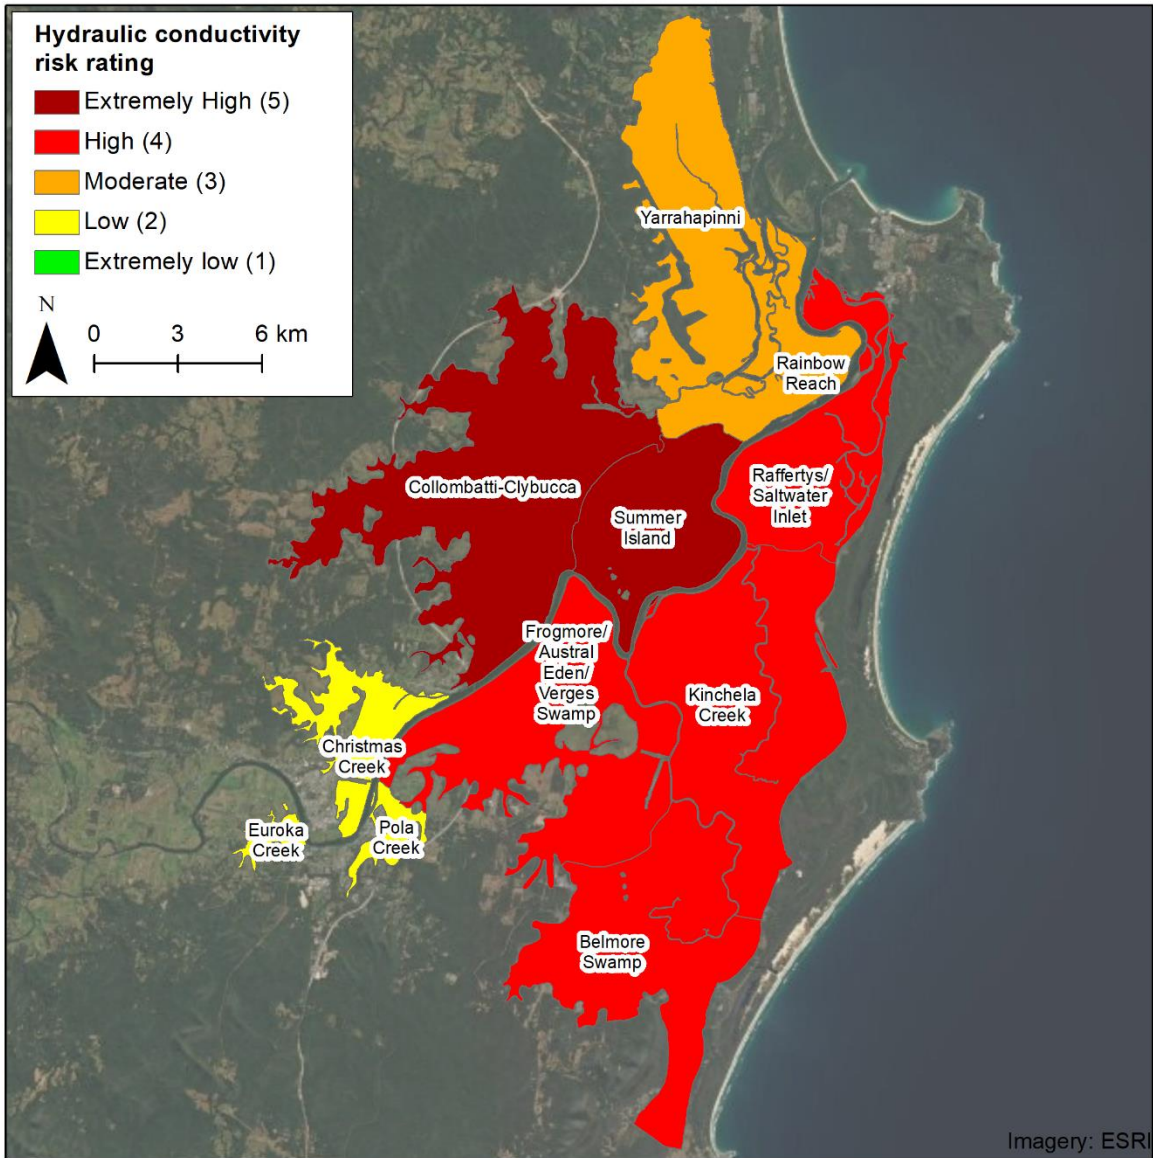 Hydraulic conductivity
risk rating
Extremely High (5)
High (4)
Moderate (3)
Low (2)
Extremely low (1)
N
0 3 6 km
Yarrahapinni
Rainbow
Reach
Collombatti-Clybucca
Raffertys/
Saltwater
Inlet
Summer
Island
Frogmore/
Austral
Eden/
Verges
Swamp
Kinchela
Creek
Christmas
Creek
Euroka
Creek
Pola
Creek
Belmore
Swamp
Imagery: ESRI